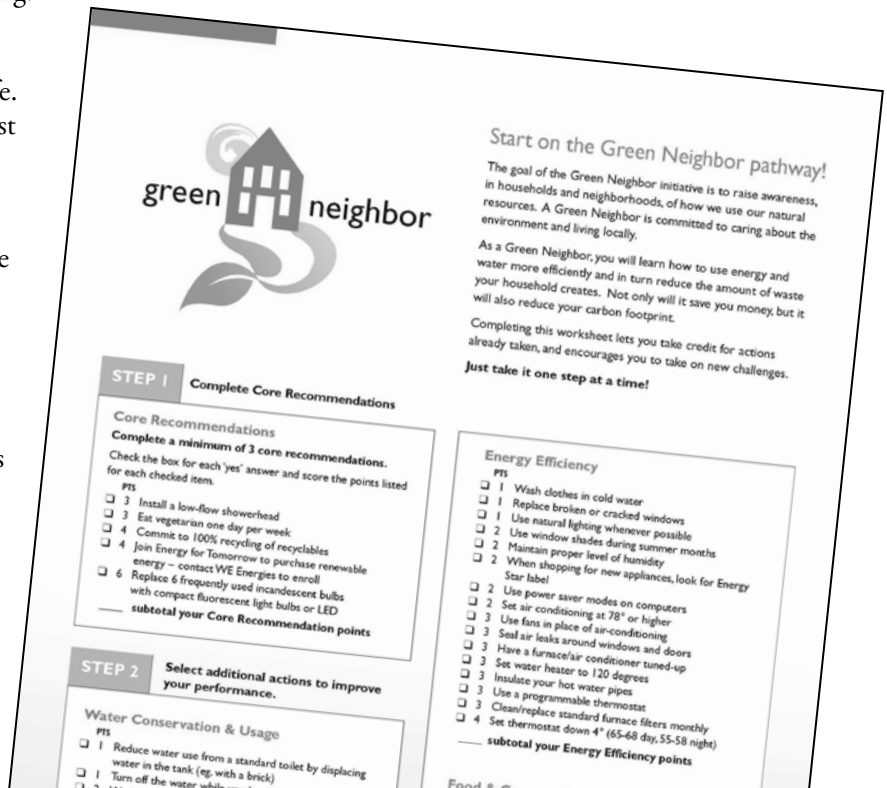 green neighbor
Start on the Green Neighbor pathway!
The goal of the Green Neighbor initiative is to raise awareness,
in households and neighborhoods, of how we use our natural
resources. A Green Neighbor is committed to caring about the
environment and living locally.
As a Green Neighbor, you will learn how to use energy and
water more efficiently and in turn reduce the amount of waste
your household creates. Not only will it save you money, but it
will also reduce your carbon footprint.
Completing this worksheet lets you take credit for actions
already taken, and encourages you to take on new challenges.
Just take it one step at a time!
STEP 1 Complete Core Recommendations
Core Recommendations
Complete a minimum of 3 core recommendations.
Check the box for each 'yes' answer and score the points listed
for each checked item.
PTS
❑ 3 Install a low-flow showerhead
❑ 3 Eat vegetarian one day per week
❑ 4 Commit to 100% recycling of recyclables
❑ 4 Join Energy for Tomorrow to purchase renewable
energy – contact WE Energies to enroll
❑ 6 Replace 6 frequently used incandescent bulbs
with compact fluorescent light bulbs or LED
____ subtotal your Core Recommendation points
STEP 2 Select additional actions to improve
your performance.
Water Conservation & Usage
PTS
❑ 1 Reduce water use from a standard toilet by displacing
water in the tank (eg. with a brick)
❑ 1 Turn off the water while
Energy Efficiency
PTS
❑ 1 Wash clothes in cold water
❑ 1 Replace broken or cracked windows
❑ 1 Use natural lighting whenever possible
❑ 2 Use window shades during summer months
❑ 2 Maintain proper level of humidity
❑ 2 When shopping for new appliances, look for Energy
Star label
❑ 2 Use power saver modes on computers
❑ 2 Set air conditioning at 78° or higher
❑ 3 Use fans in place of air-conditioning
❑ 3 Seal air leaks around windows and doors
❑ 3 Have a furnace/air conditioner tuned-up
❑ 3 Set water heater to 120 degrees
❑ 3 Insulate your hot water pipes
❑ 3 Use a programmable thermostat
❑ 3 Clean/replace standard furnace filters monthly
❑ 4 Set thermostat down 4° (65-68 day, 55-58 night)
____ subtotal your Energy Efficiency points
Food &